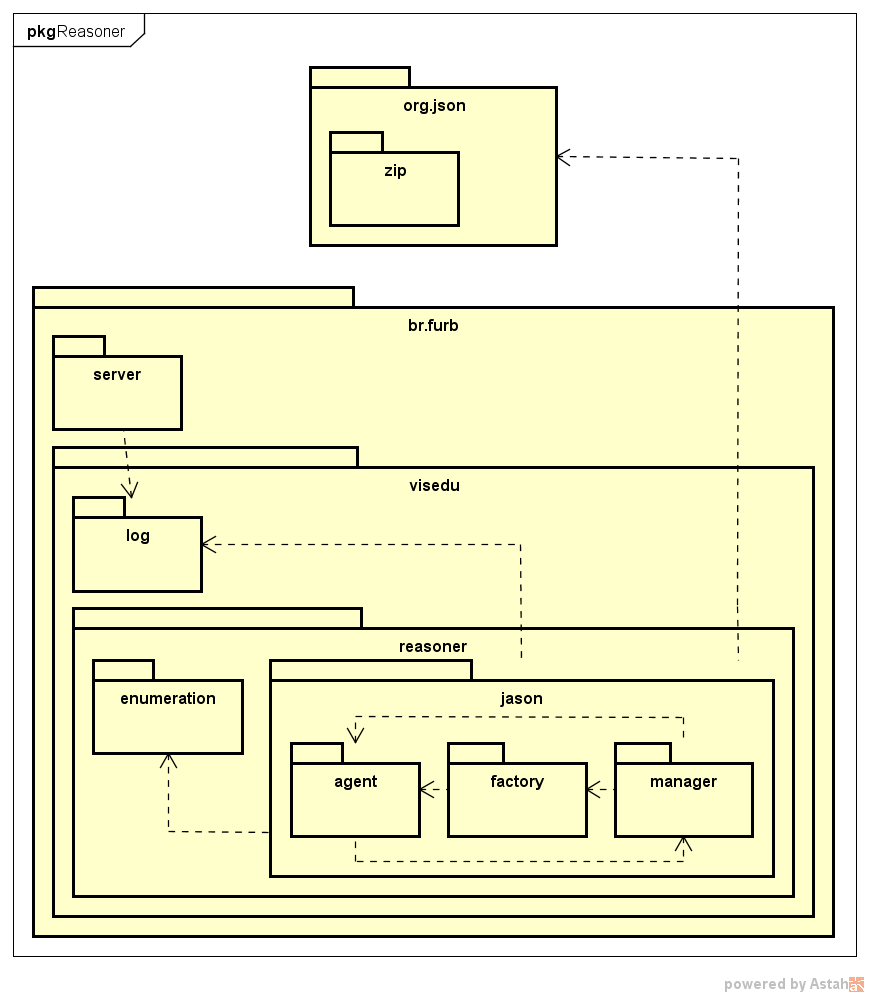 pkgReasoner
org.json
zip
br.furb
server
visedu
log
reasoner
enumeration
jason
agent
factory
manager
powered by Astah